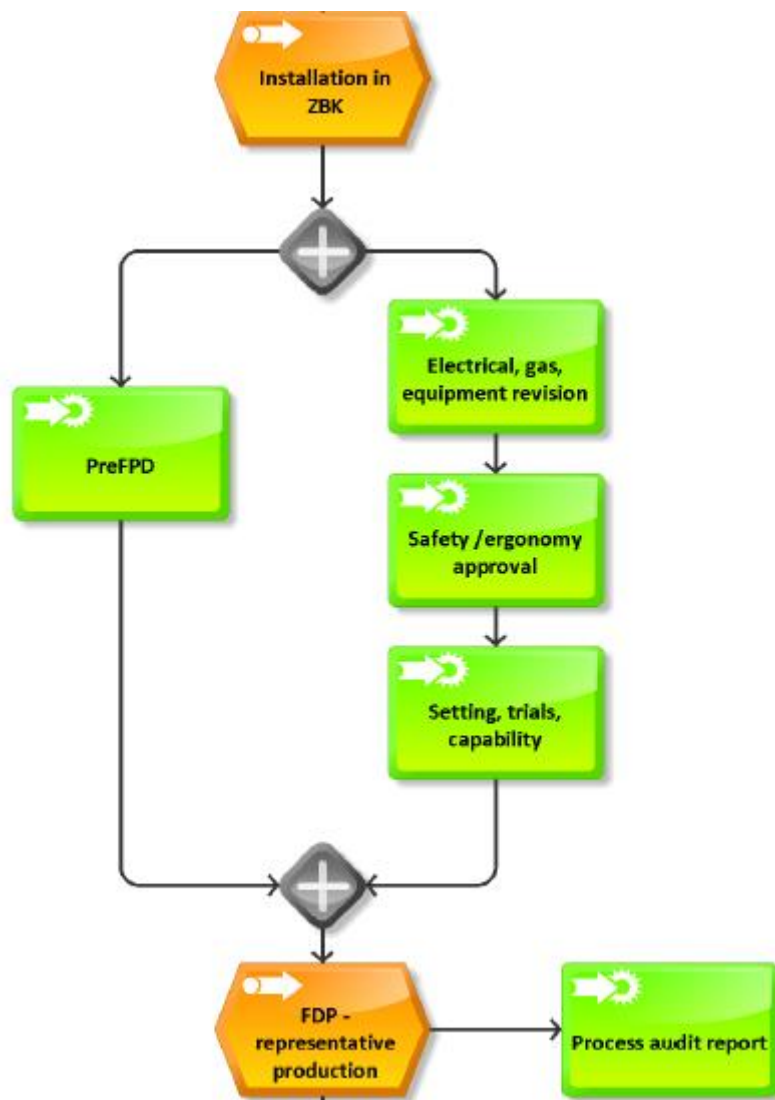 Installation in
ZBK
Electrical, gas,
equipment revision
PreFPD
Safety /ergonomy
approval
Setting, trials,
capability
FDP -
representative
production
Process audit report